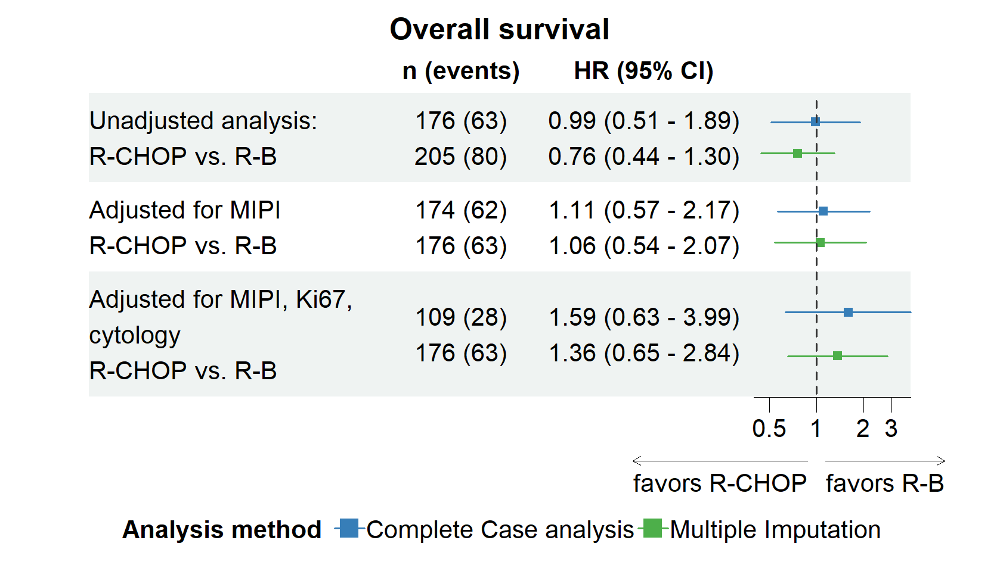 Overall survival
n (events) HR (95% CI)
Unadjusted analysis: 176 (63) 0.99 (0.51 - 1.89)
R-CHOP vs. R-B 205 (80) 0.76 (0.44 - 1.30)
Adjusted for MIPI 174 (62) 1.11 (0.57 - 2.17)
R-CHOP vs. R-B 176 (63) 1.06 (0.54 - 2.07)
Adjusted for MIPI, Ki67,
109 (28) 1.59 (0.63 - 3.99)
cytology
176 (63) 1.36 (0.65 - 2.84)
R-CHOP vs. R-B
0.5 1 2 3
favors R-CHOP favors R-B
Analysis method Complete Case analysis Multiple Imputation